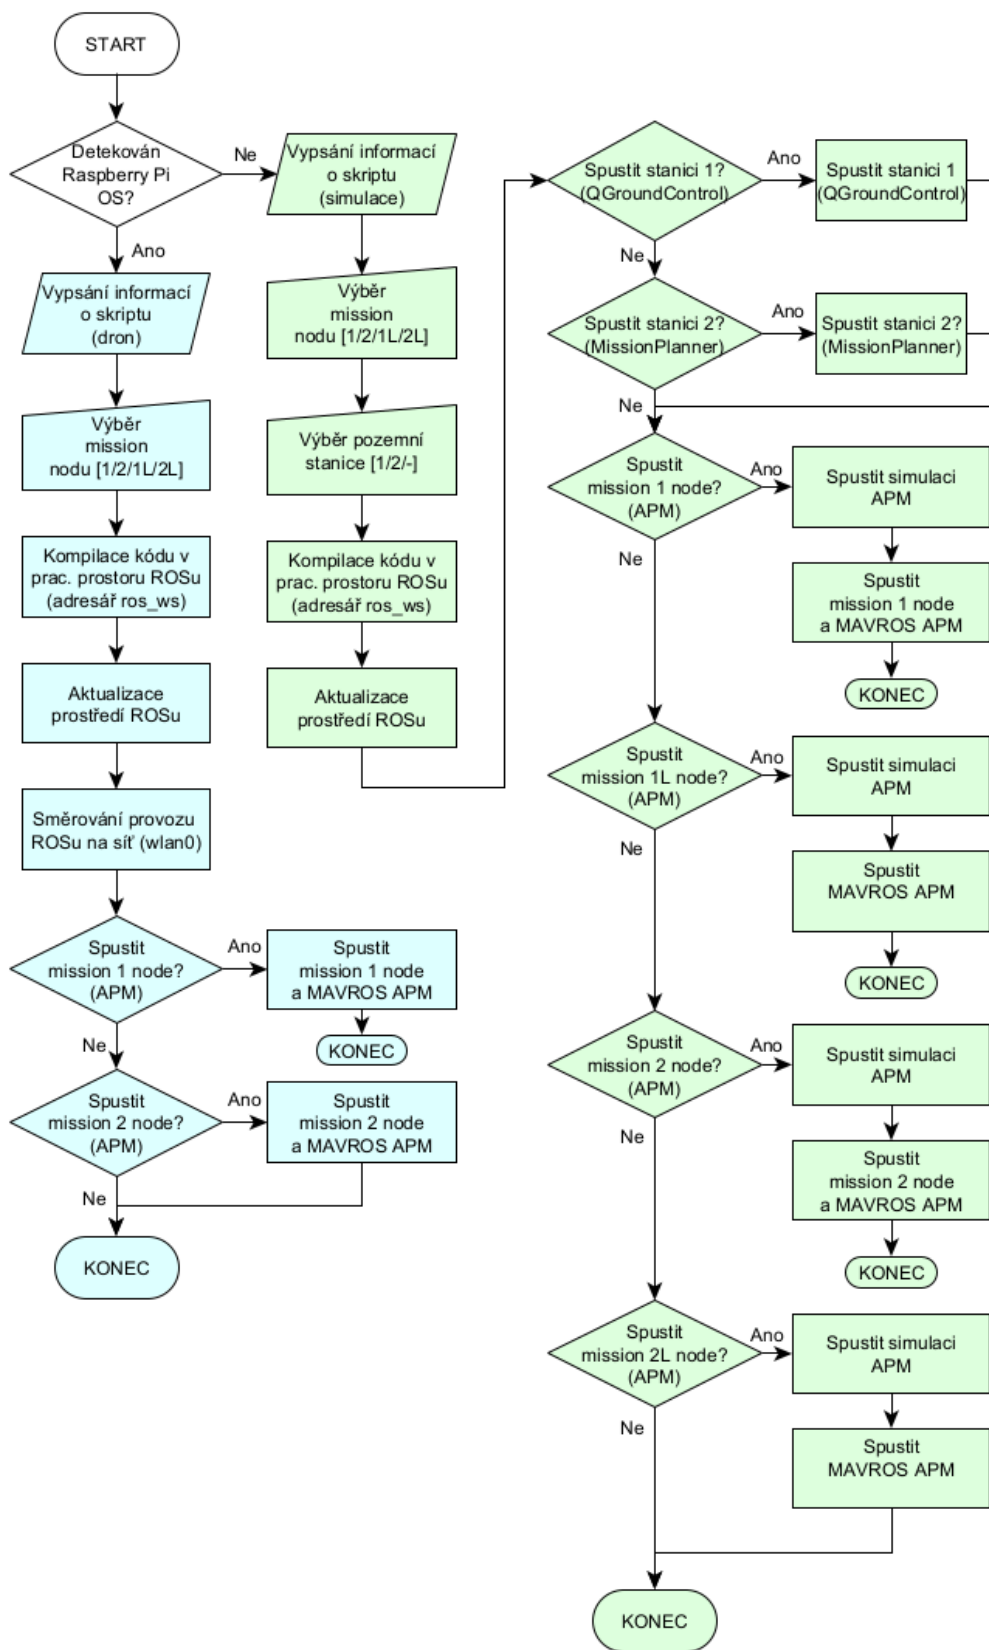 START
Detekován
Raspberry Pi
OS?
Ne
Ano
Vypsání informací
o skriptu
(dron)
Výběr
mission
nodu [1/2/1L/2L]
Kompilace kódu v
prac. prostoru ROSu
(adresář ros_ws)
Aktualizace
prostředí ROSu
Směrování provozu
ROSu na síť (wlan0)
Spustit
mission 1 node?
(APM)
Ano
Spustit
mission 1 node
a MAVROS APM
KONEC
Ne
Spustit
mission 2 node?
(APM)
Ano
Spustit
mission 2 node
a MAVROS APM
Ne
KONEC
Vypsání informací
o skriptu
(simulace)
Výběr
mission
nodu [1/2/1L/2L]
Výběr pozemní
stanice [1/2/-]
Kompilace kódu v
prac. prostoru ROSu
(adresář ros_ws)
Aktualizace
prostředí ROSu
Spustit stanici 1?
(QGroundControl)
Ano
Spustit stanici 1
(QGroundControl)
Ne
Spustit stanici 2?
(MissionPlanner)
Ano
Spustit stanici 2?
(MissionPlanner)
Ne
Spustit
mission 1 node?
(APM)
Ano
Spustit simulaci
APM
Spustit
mission 1 node
a MAVROS APM
KONEC
Ne
Spustit
mission 1L node?
(APM)
Ano
Spustit simulaci
APM
Spustit
MAVROS APM
KONEC
Ne
Spustit
mission 2 node?
(APM)
Ano
Spustit simulaci
APM
Spustit
mission 2 node
a MAVROS APM
KONEC
Ne
Spustit
mission 2L node?
(APM)
Ano
Spustit simulaci
APM
Spustit
MAVROS APM
Ne
KONEC